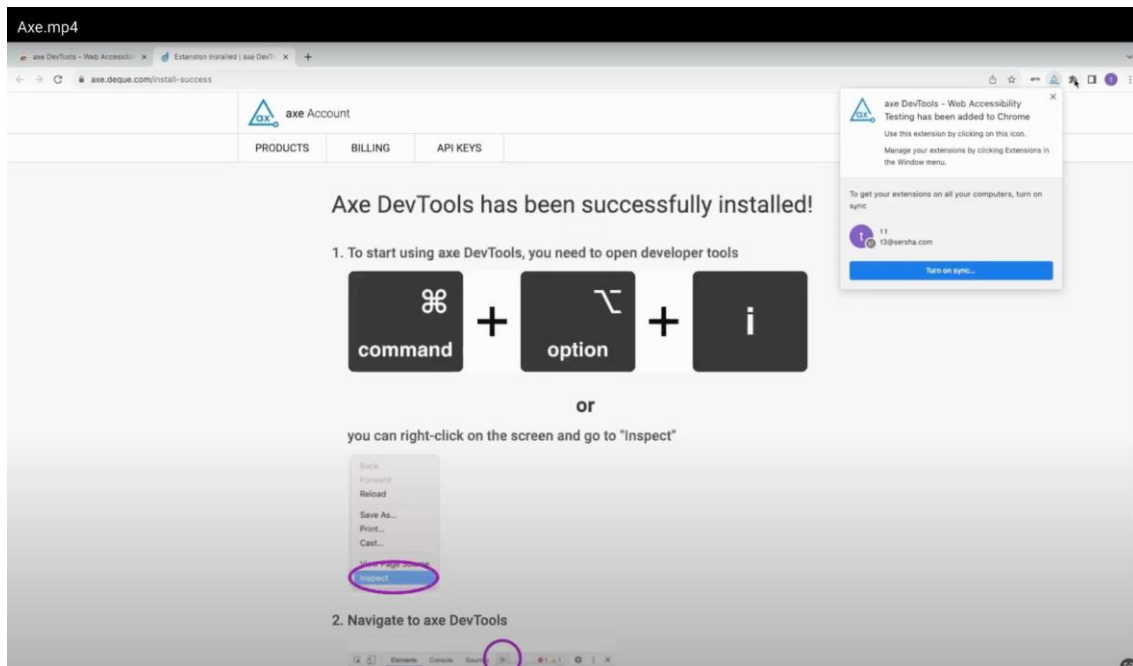 Axe.mp4
axe DevTools - Web Accessibi
Extension installed | axe DevT
axe.deque.com/install-success
axe Account
PRODUCTS BILLING API KEYS
axe DevTools - Web Accessibility
Testing has been added to Chrome
Use this extension by clicking on this icon.
Manage your extensions by clicking Extensions in
the Window menu.
To get your extensions on all your computers, turn on
sync
t t
t3@sersha.com
Turn on sync...
Axe DevTools has been successfully installed!
1. To start using axe DevTools, you need to open developer tools
⌘ ⌥
command + option + i
or
you can right-click on the screen and go to "Inspect"
Back
Forward
Reload
Save As...
Print...
Cast...
View Page Source
Inspect
2. Navigate to axe DevTools
Elements Console